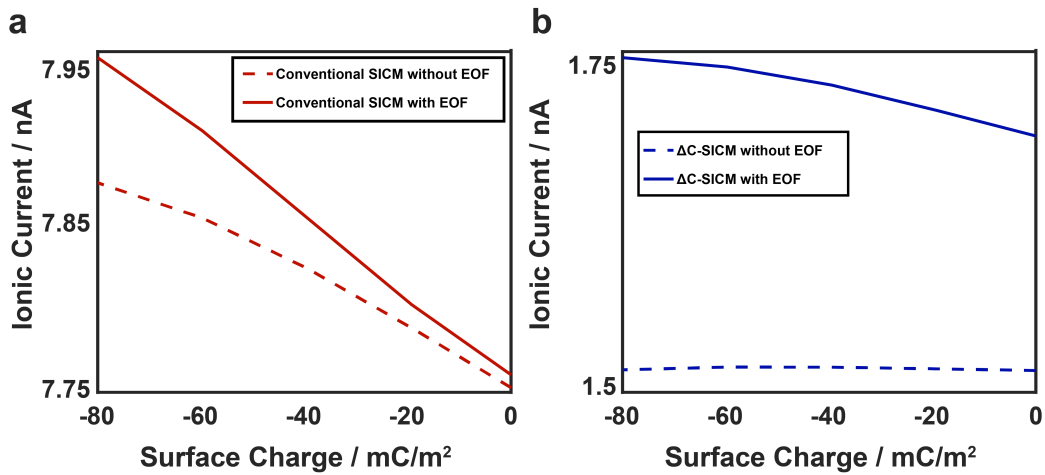 a
7.95
7.85
7.75
Ionic Current / nA
Conventional SICM without EOF
Conventional SICM with EOF
-80
-60
-40
-20
0
Surface Charge / mC/m²
b
1.75
1.5
Ionic Current / nA
ΔC-SICM without EOF
ΔC-SICM with EOF
-80
-60
-40
-20
0
Surface Charge / mC/m²